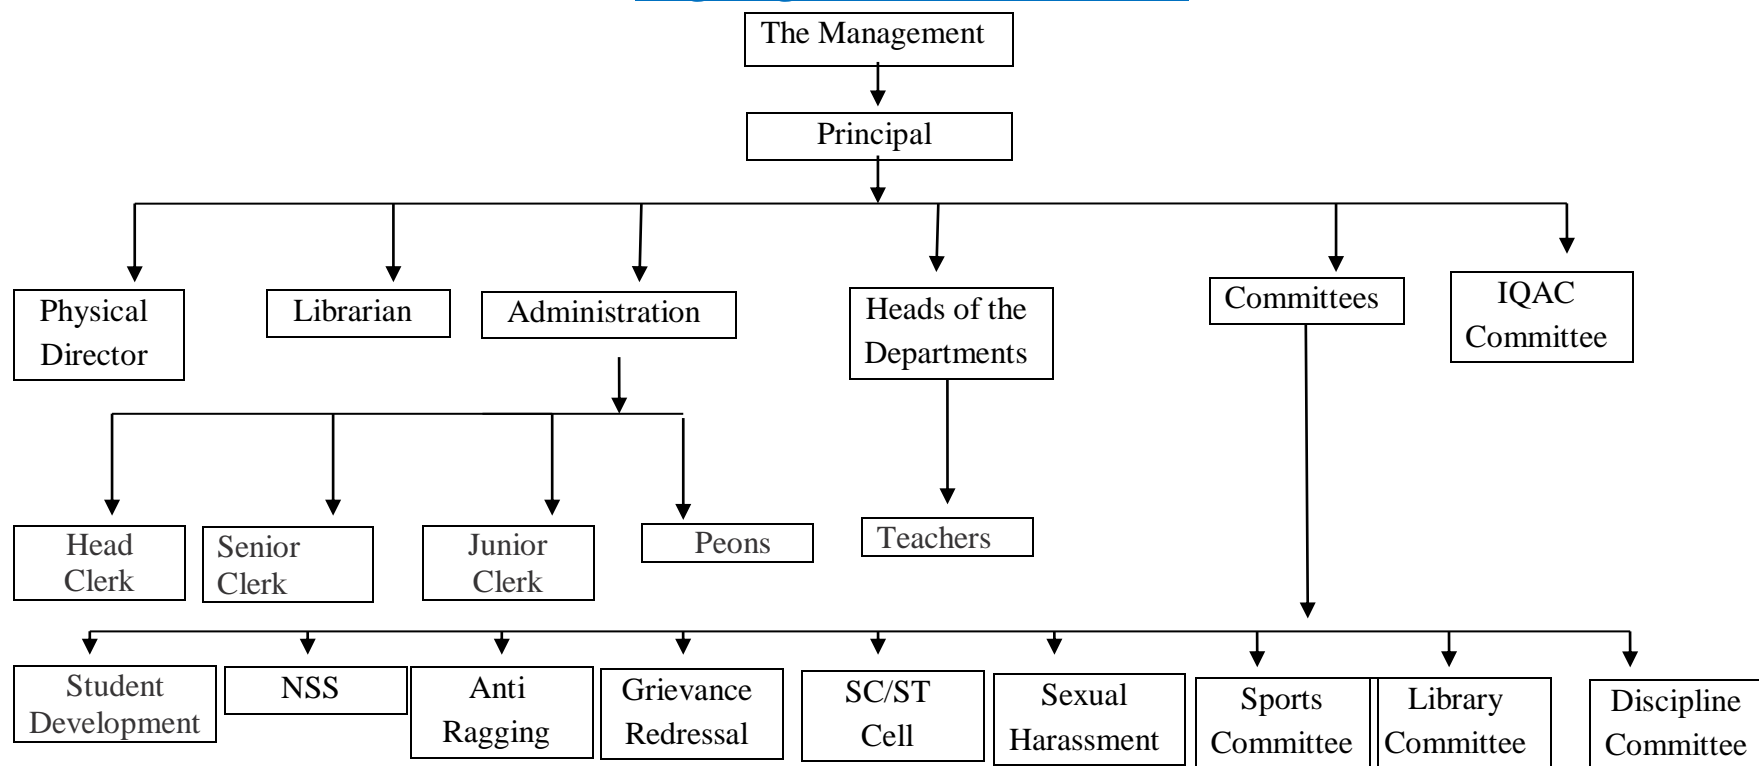 The Management
Principal
Physical
Director
Librarian
Administration
Heads of the
Departments
Committees
IQAC
Committee
Head
Clerk
Senior
Clerk
Junior
Clerk
Peons
Teachers
Student
Development
NSS
Anti
Ragging
Grievance
Redressal
SC/ST
Cell
Sexual
Harassment
Sports
Committee
Library
Committee
Discipline
Committee